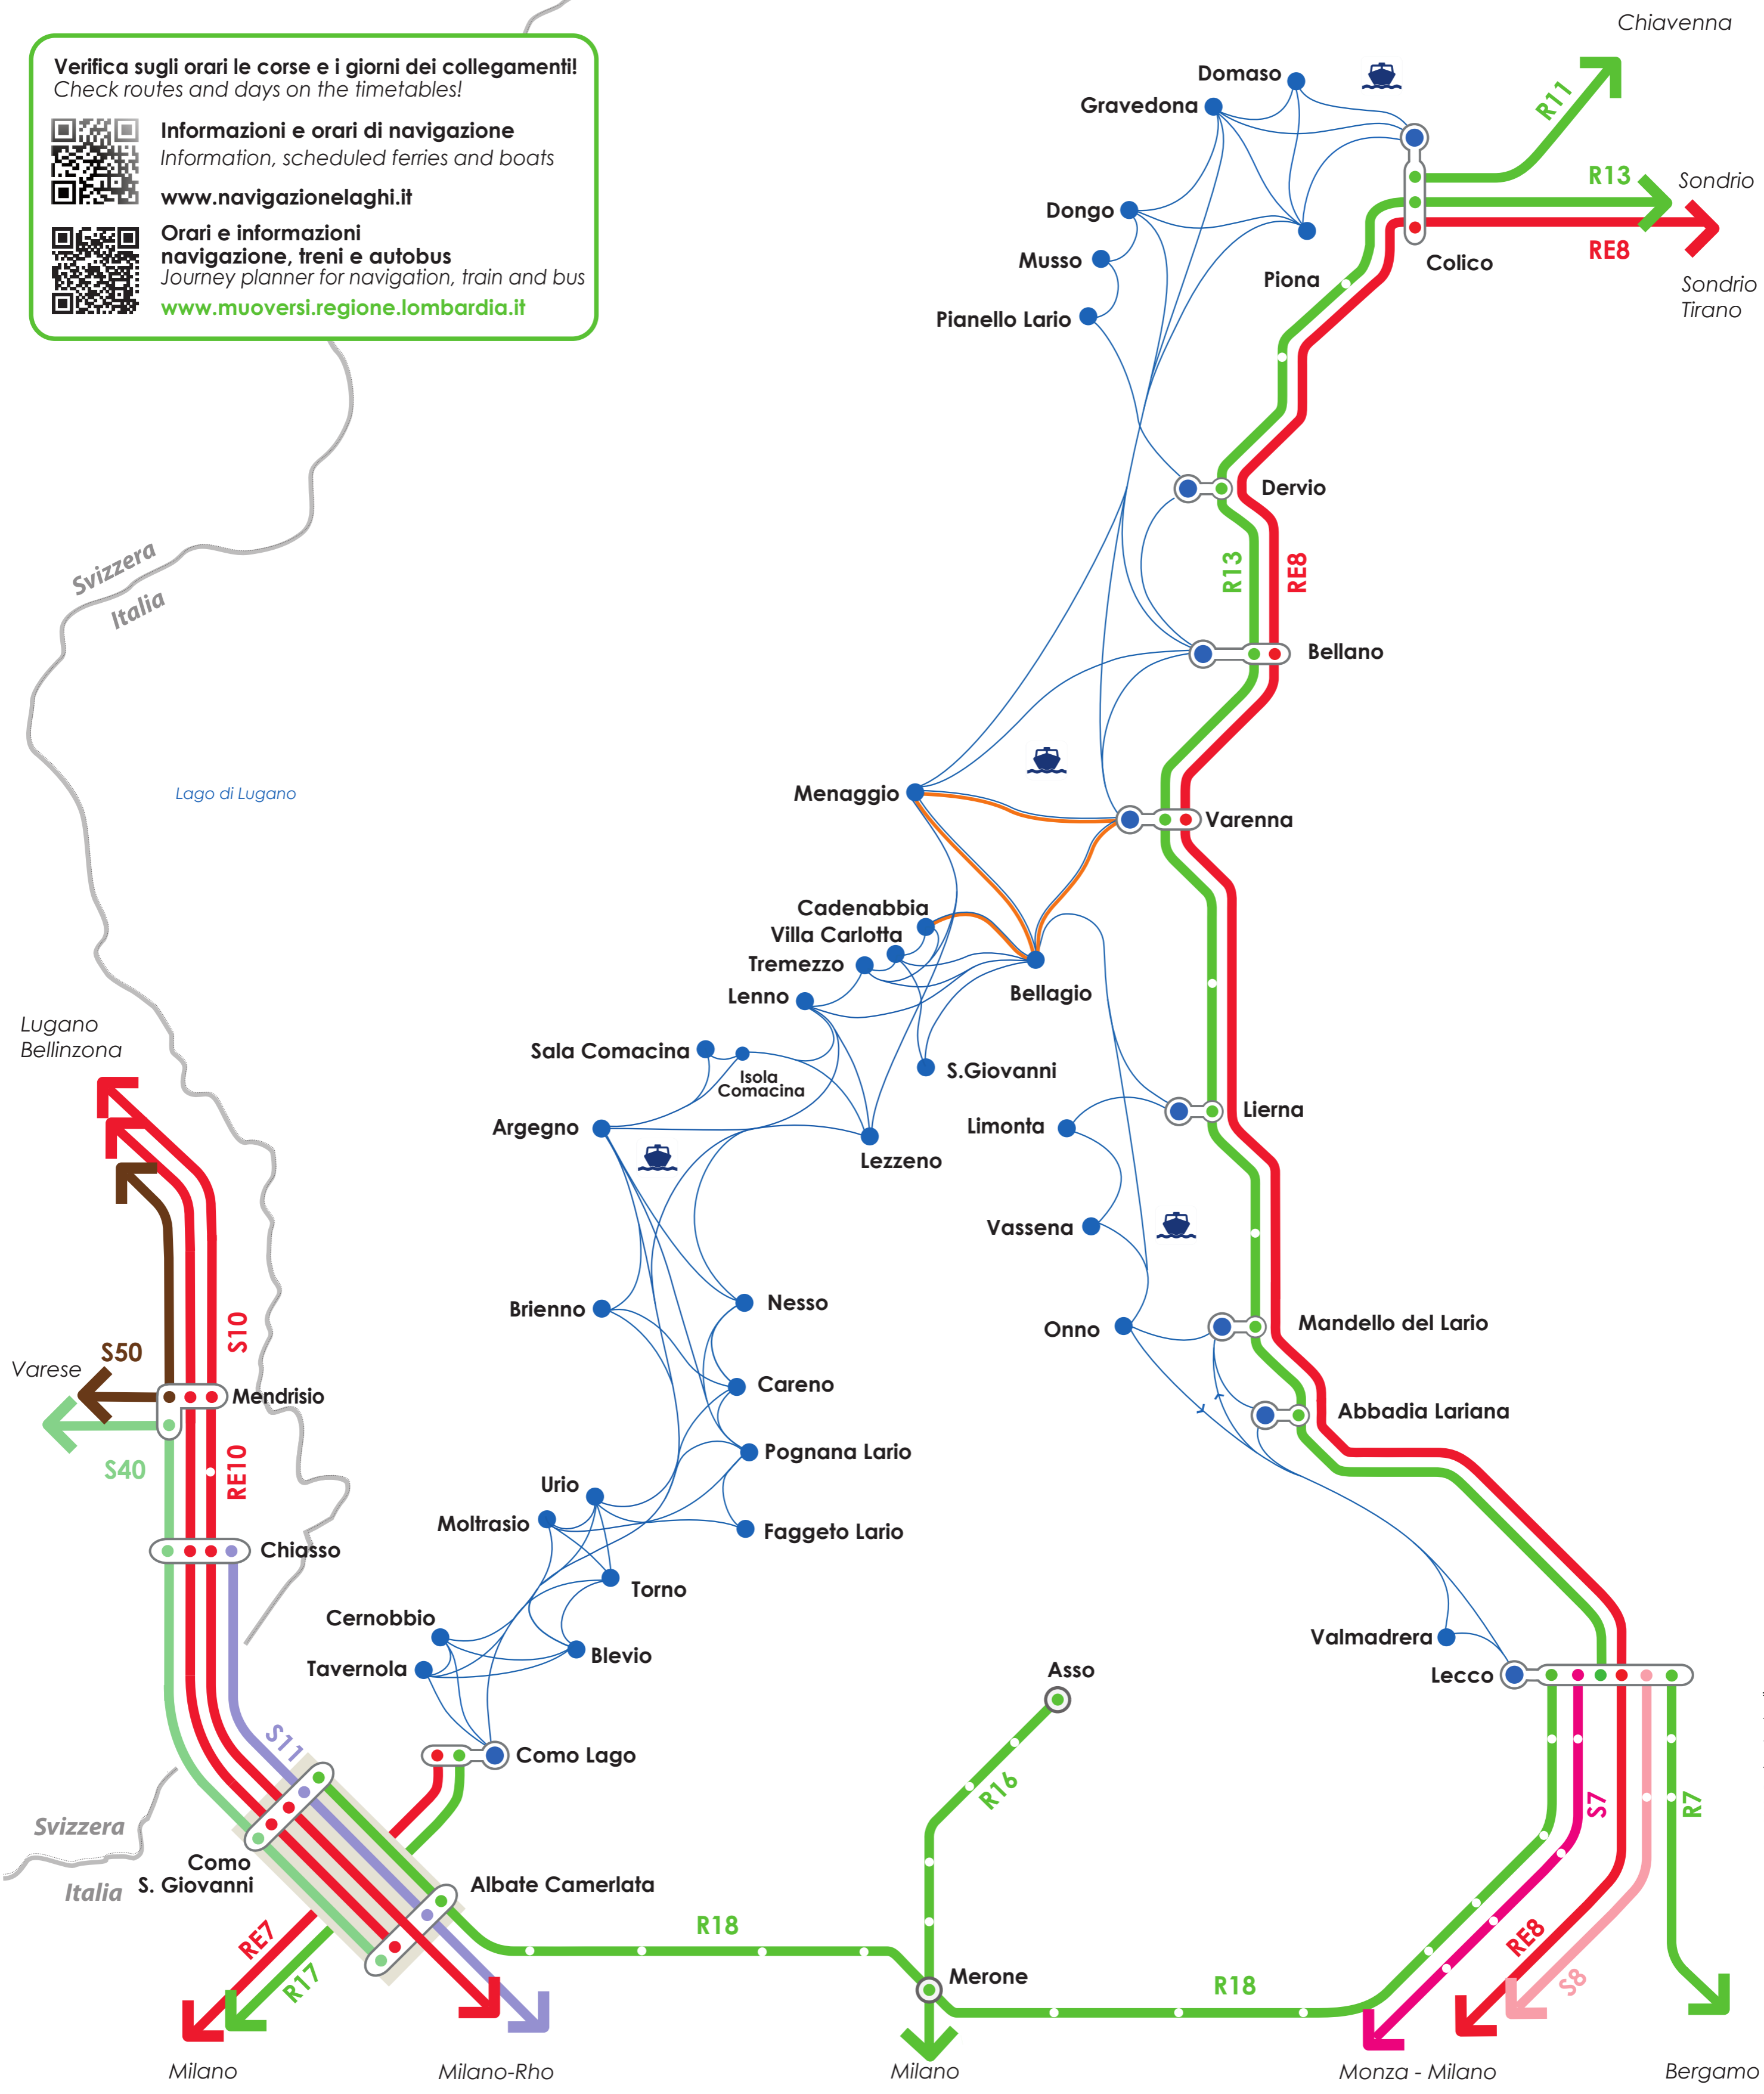 Verifica sugli orari le corse e i giorni dei collegamenti!
Check routes and days on the timetables!
Informazioni e orari di navigazione
Information, scheduled ferries and boats
www.navigazionelaghi.it
Orari e informazioni
navigazione, treni e autobus
Journey planner for navigation, train and bus
www.muoversi.regione.lombardia.it
Chiavenna
R11
Domaso
Gravedona
R13
Sondrio
Dongo
RE8
Musso
Colico
Piona
Sondrio
Tirano
Pianello Lario
Dervio
Svizzera
Italia
R13
RE8
Bellano
Lago di Lugano
Menaggio
Varenna
Cadenabbia
Villa Carlotta
Tremezzo
Lenno
Bellagio
Lugano
Bellinzona
Sala Comacina
Isola
Comacina
S.Giovanni
Lierna
Limonta
Argegno
Lezzeno
Vassena
Nesso
Brienno
Onno
Mandello del Lario
S10
S50
Varese
Mendrisio
Careno
Abbadia Lariana
S40
RE10
Pognana Lario
Urio
Moltrasio
Faggeto Lario
Chiasso
Torno
Cernobbio
Blevio
Tavernola
Valmadrera
Lecco
Asso
S11
Como Lago
R16
S7
R7
Svizzera
Italia
Como
S. Giovanni
Albate Camerlata
RE7
R17
R18
Merone
R18
RE8
S8
Milano
Milano-Rho
Milano
Monza - Milano
Bergamo